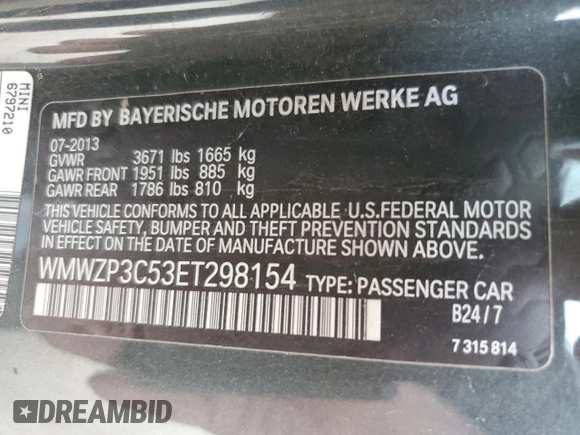 MINI
6797210
MFD BY BAYERISCHE MOTOREN WERKE AG
07-2013
GVWR 3671 lbs 1665 kg
GAWR FRONT 1951 lbs 885 kg
GAWR REAR 1786 lbs 810 kg
THIS VEHICLE CONFORMS TO ALL APPLICABLE U.S.FEDERAL MOTOR
VEHICLE SAFETY, BUMPER AND THEFT PREVENTION STANDARDS
IN EFFECT ON THE DATE OF MANUFACTURE SHOWN ABOVE.
WMWZP3C53ET298154 TYPE: PASSENGER CAR
B24/7
7 315 814
DREAMBID